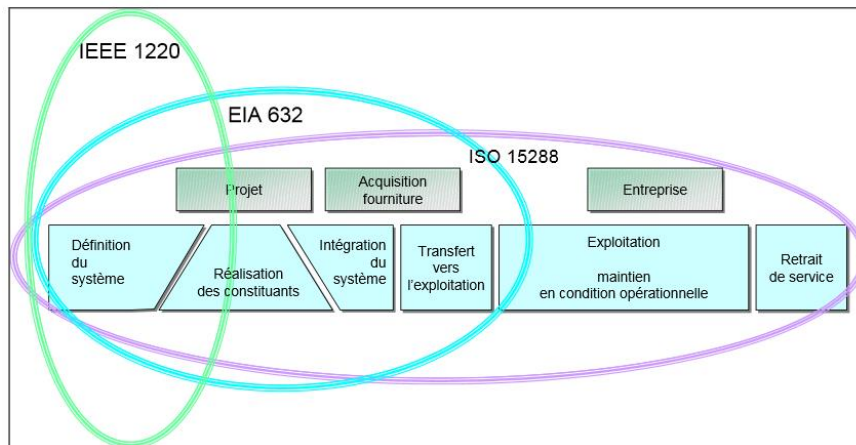 IEEE 1220
EIA 632
ISO 15288
Projet
Acquisition
fourniture
Entreprise
Définition
du
système
Réalisation
des constituants
Intégration
du
système
Transfert
vers
l'exploitation
Exploitation
maintien
en condition opérationnelle
Retrait
de service